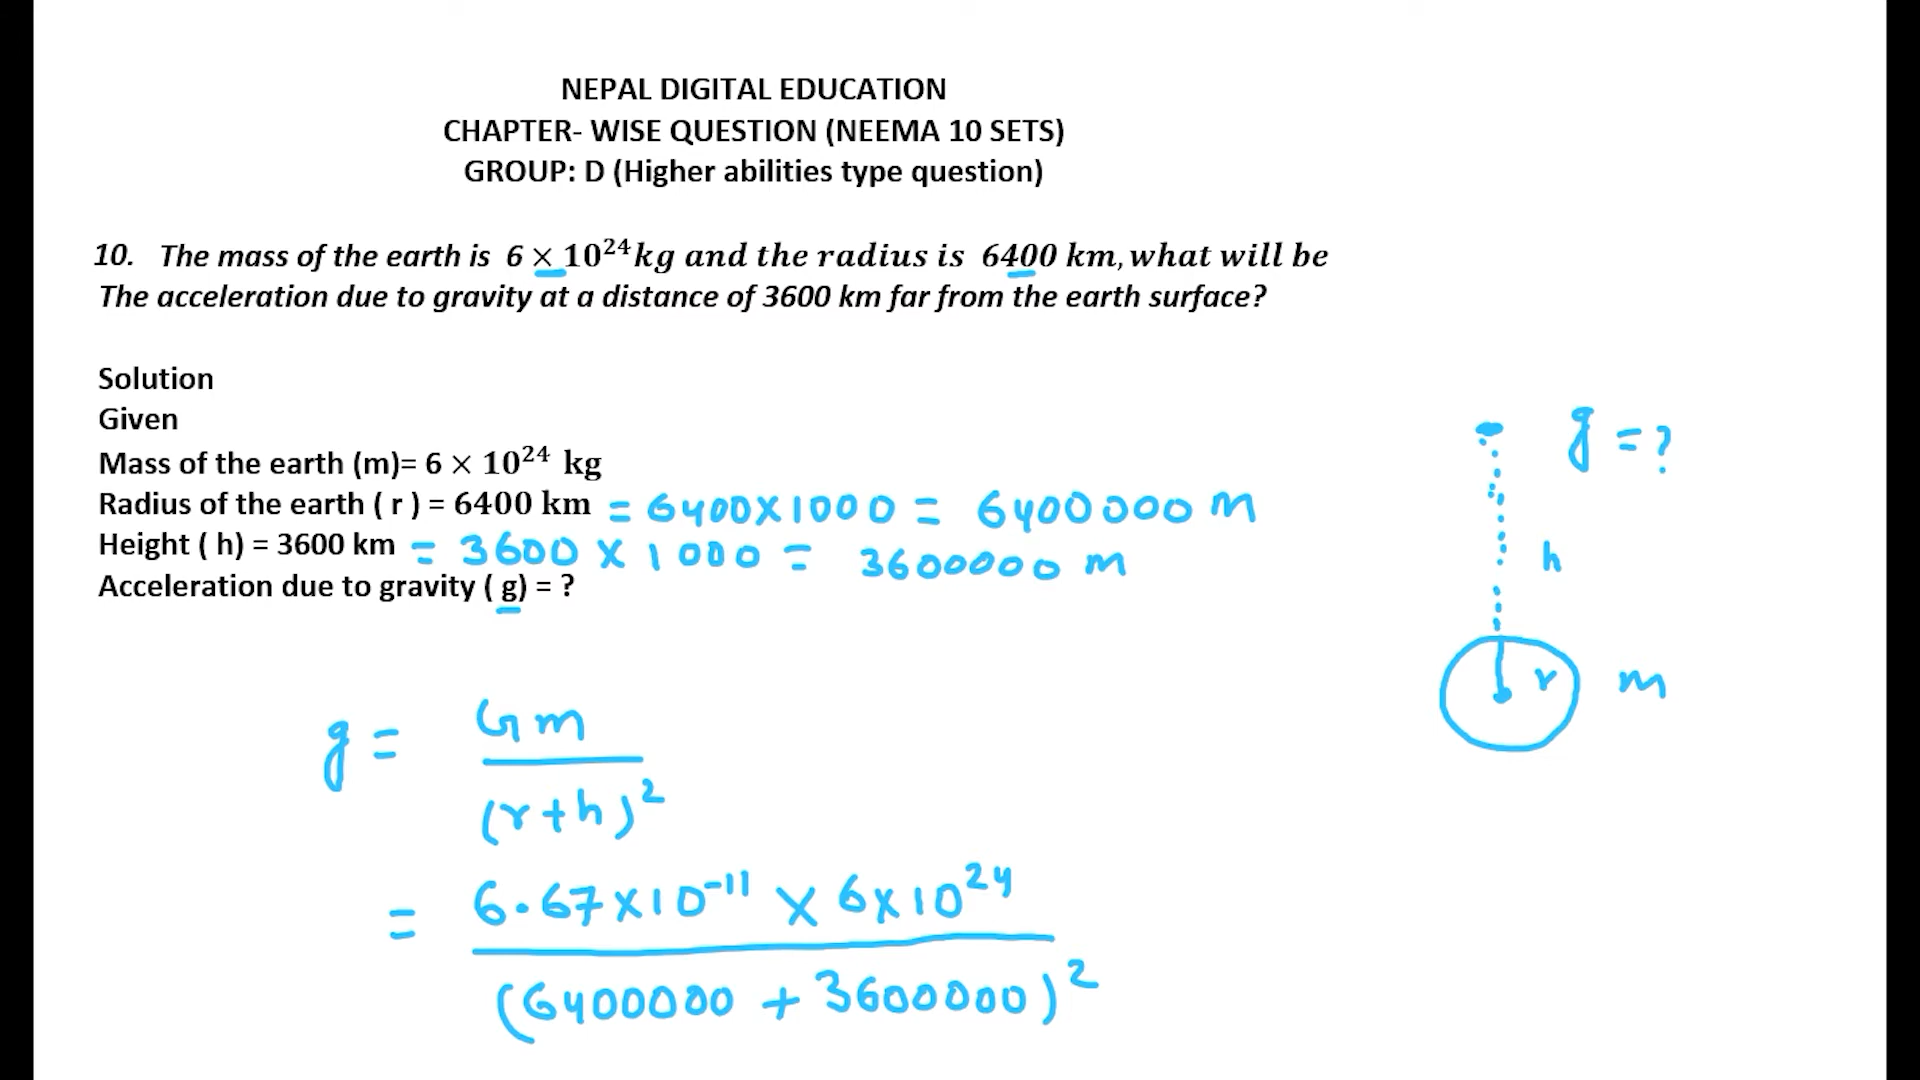 NEPAL DIGITAL EDUCATION
CHAPTER- WISE QUESTION (NEEMA 10 SETS)
GROUP: D (Higher abilities type question)
10. The mass of the earth is 6 × 10²⁴ kg and the radius is 6400 km, what will be
The acceleration due to gravity at a distance of 3600 km far from the earth surface?
Solution
Given
Mass of the earth (m)= 6 × 10²⁴ kg
Radius of the earth ( r ) = 6400 km = 6400×1000 = 6400000 m
Height ( h) = 3600 km = 3600 × 1000 = 3600000 m
Acceleration due to gravity ( g) = ?
g = ?
h
r m
g = Gm
(r+h)²
= 6.67×10⁻¹¹ × 6×10²⁴
(6400000 + 3600000)²